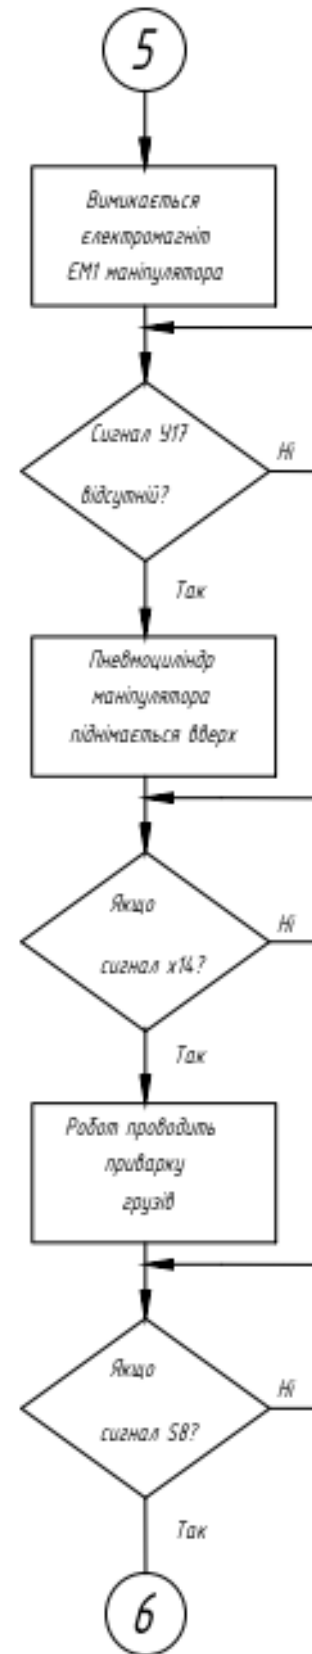 5
Вимикається
електромагніт
ЕМ1 маніпулятора
Сигнал У17
Ні
відсутній?
Так
Пневмоциліндр
маніпулятора
піднімається вверх
Якщо
Ні
сигнал х14?
Так
Робот проводить
приварку
грузів
Якщо
Ні
сигнал S8?
Так
6